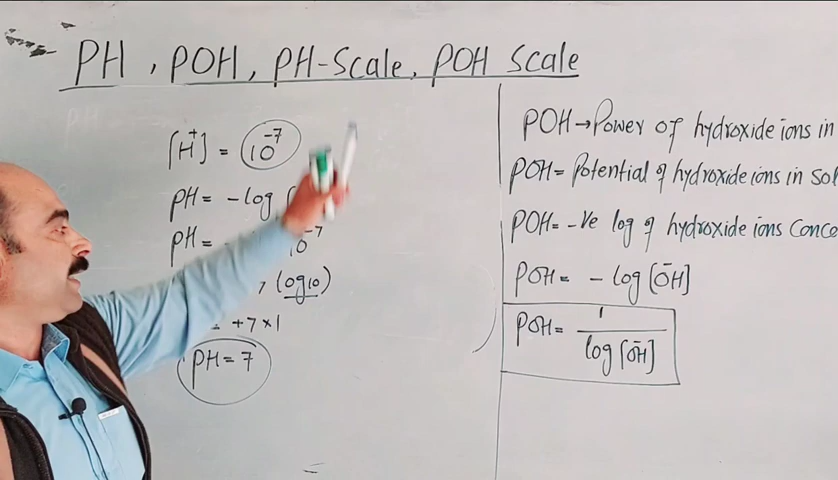 PH, POH, PH-Scale, POH Scale
[H⁺] = 10⁻⁷
PH = -log
PH =
10⁻⁷
(log10)
= +7×1
PH = 7
POH→Power of hydroxide ions in
POH= Potential of hydroxide ions in sol
POH= -Ve log of hydroxide ions Conce
POH= - log [OH⁻]
POH= 1/log[OH⁻]